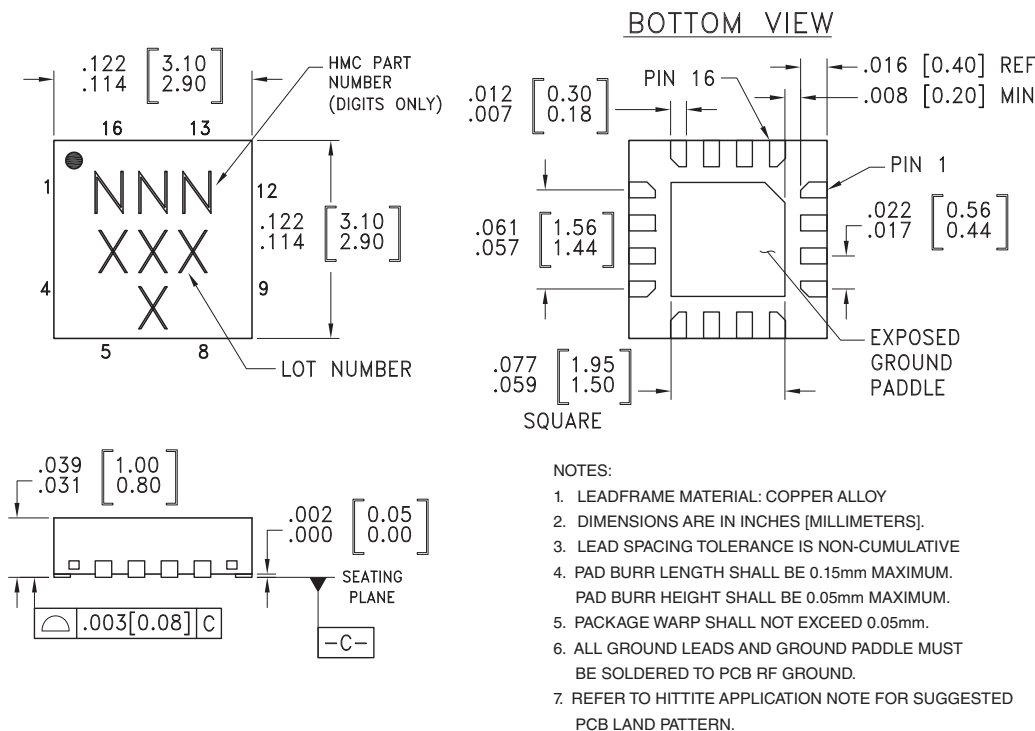 BOTTOM VIEW
.122 [3.10]
.114 [2.90]
HMC PART
NUMBER
(DIGITS ONLY)
16 13
1
12
4
9
5 8
NNN
XXX
X
.122 [3.10]
.114 [2.90]
LOT NUMBER
.012 [0.30]
.007 [0.18]
PIN 16
.016 [0.40] REF
.008 [0.20] MIN
PIN 1
.061 [1.56]
.057 [1.44]
.022 [0.56]
.017 [0.44]
.077 [1.95]
.059 [1.50]
SQUARE
EXPOSED
GROUND
PADDLE
.039 [1.00]
.031 [0.80]
.002 [0.05]
.000 [0.00]
SEATING
PLANE
.003[0.08] C
-C-
NOTES:
1. LEADFRAME MATERIAL: COPPER ALLOY
2. DIMENSIONS ARE IN INCHES [MILLIMETERS].
3. LEAD SPACING TOLERANCE IS NON-CUMULATIVE
4. PAD BURR LENGTH SHALL BE 0.15mm MAXIMUM.
PAD BURR HEIGHT SHALL BE 0.05mm MAXIMUM.
5. PACKAGE WARP SHALL NOT EXCEED 0.05mm.
6. ALL GROUND LEADS AND GROUND PADDLE MUST
BE SOLDERED TO PCB RF GROUND.
7. REFER TO HITTITE APPLICATION NOTE FOR SUGGESTED
PCB LAND PATTERN.